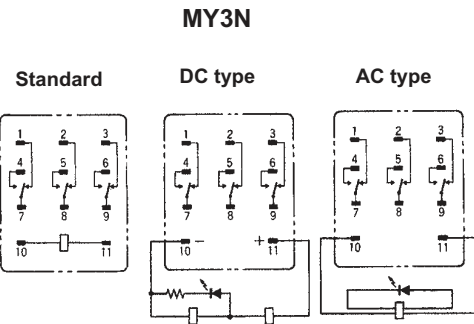 MY3N
Standard DC type AC type
1 2 3 1 2 3 1 2 3
4 5 6 4 5 6 4 5 6
7 8 9 7 8 9 7 8 9
10 11 10 − + 11 10 11